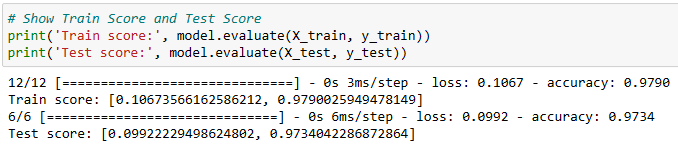 # Show Train Score and Test Score
print('Train score:', model.evaluate(X_train, y_train))
print('Test score:', model.evaluate(X_test, y_test))
12/12 [==============================] - 0s 3ms/step - loss: 0.1067 - accuracy: 0.9790
Train score: [0.10673566162586212, 0.9790025949478149]
6/6 [==============================] - 0s 6ms/step - loss: 0.0992 - accuracy: 0.9734
Test score: [0.09922229498624802, 0.9734042286872864]